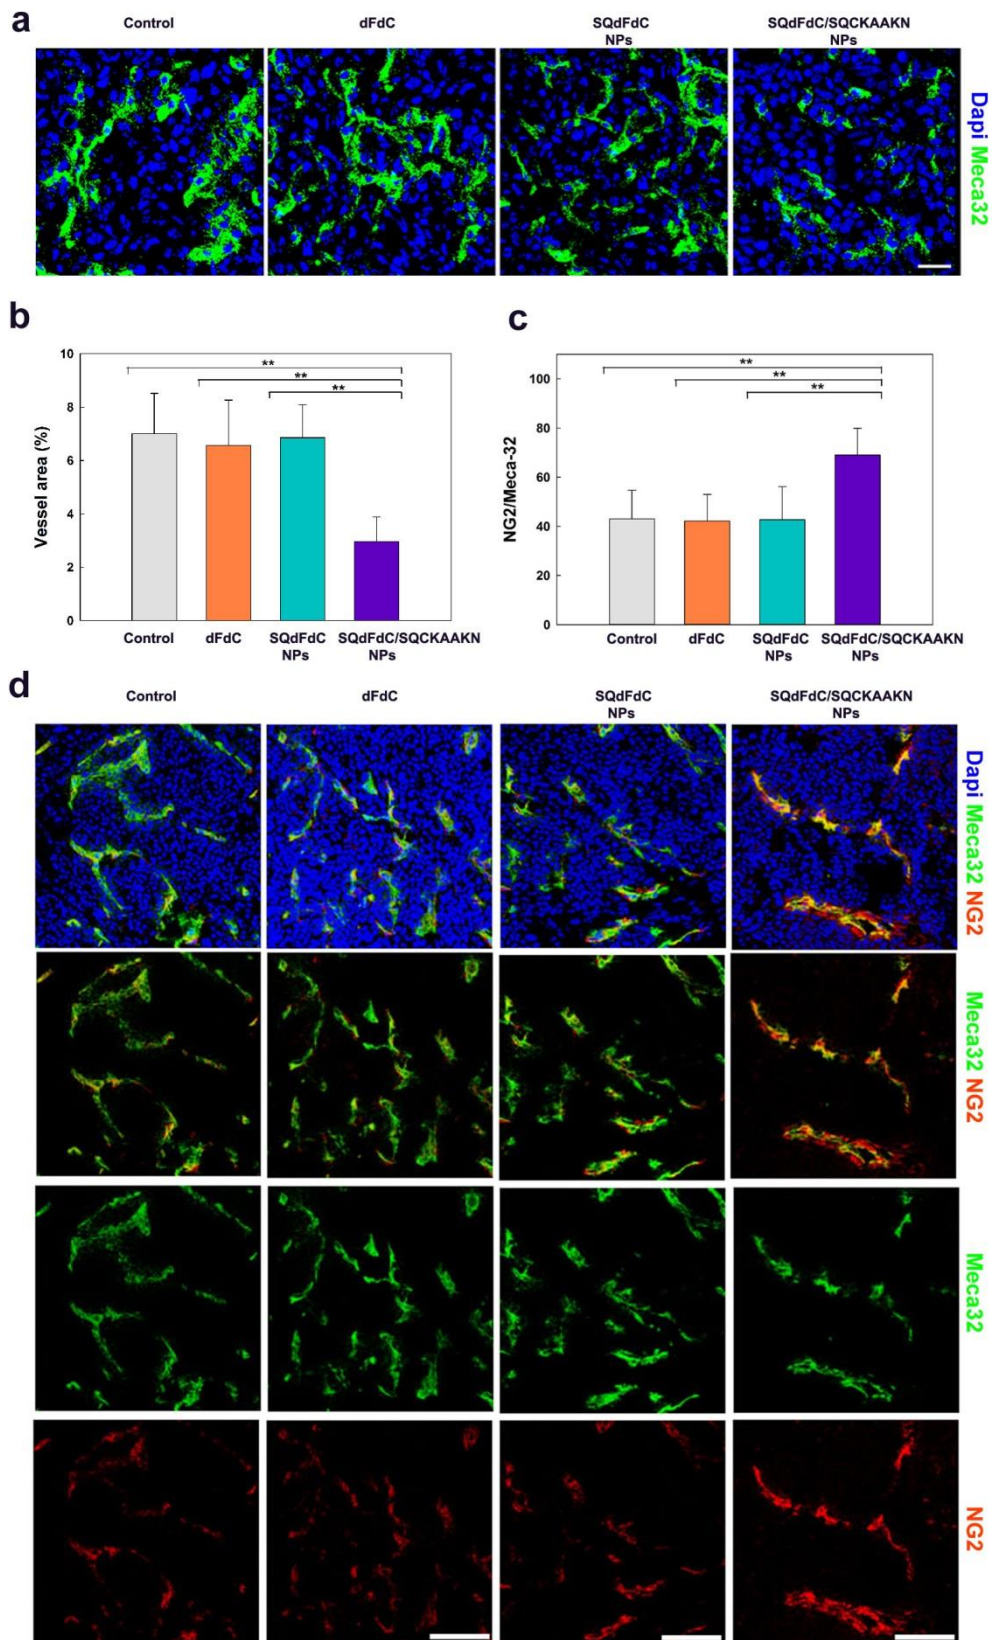 a
Control dFdC SQdFdC SQdFdC/SQCKAAKN
NPs NPs
Dapi Meca32
b
10
8
6
4
2
0
Vessel area (%)
**
**
**
Control dFdC SQdFdC SQdFdC/SQCKAAKN
NPs NPs
c
100
80
60
40
20
0
NG2/Meca-32
**
**
**
Control dFdC SQdFdC SQdFdC/SQCKAAKN
NPs NPs
d
Control dFdC SQdFdC SQdFdC/SQCKAAKN
NPs NPs
Dapi Meca32 NG2
Meca32 NG2
Meca32
NG2